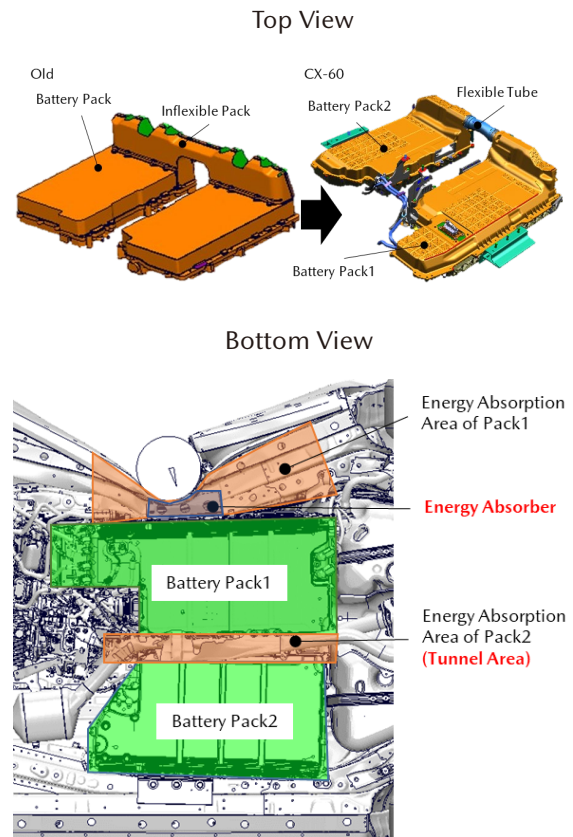 Top View
Old
CX-60
Battery Pack
Inflexible Pack
Battery Pack2
Flexible Tube
Battery Pack1
Bottom View
Energy Absorption
Area of Pack1
Energy Absorber
Battery Pack1
Energy Absorption
Area of Pack2
(Tunnel Area)
Battery Pack2